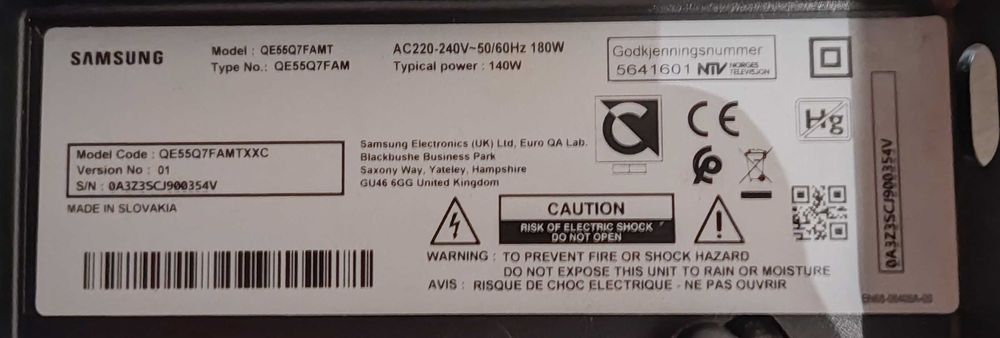 SAMSUNG
Model : QE55Q7FAMT
Type No.: QE55Q7FAM
AC220-240V~50/60Hz 180W
Typical power : 140W
Godkjenningsnummer
5641601 NTV NORGES TELEVISJON
Model Code : QE55Q7FAMTXXC
Version No : 01
S/N : 0A3Z3SCJ900354V
MADE IN SLOVAKIA
Samsung Electronics (UK) Ltd, Euro QA Lab.
Blackbushe Business Park
Saxony Way, Yateley, Hampshire
GU46 6GG United Kingdom
CE
Hg
0A3Z3SCJ900354V
CAUTION
RISK OF ELECTRIC SHOCK
DO NOT OPEN
WARNING : TO PREVENT FIRE OR SHOCK HAZARD
DO NOT EXPOSE THIS UNIT TO RAIN OR MOISTURE
AVIS : RISQUE DE CHOC ELECTRIQUE - NE PAS OUVRIR